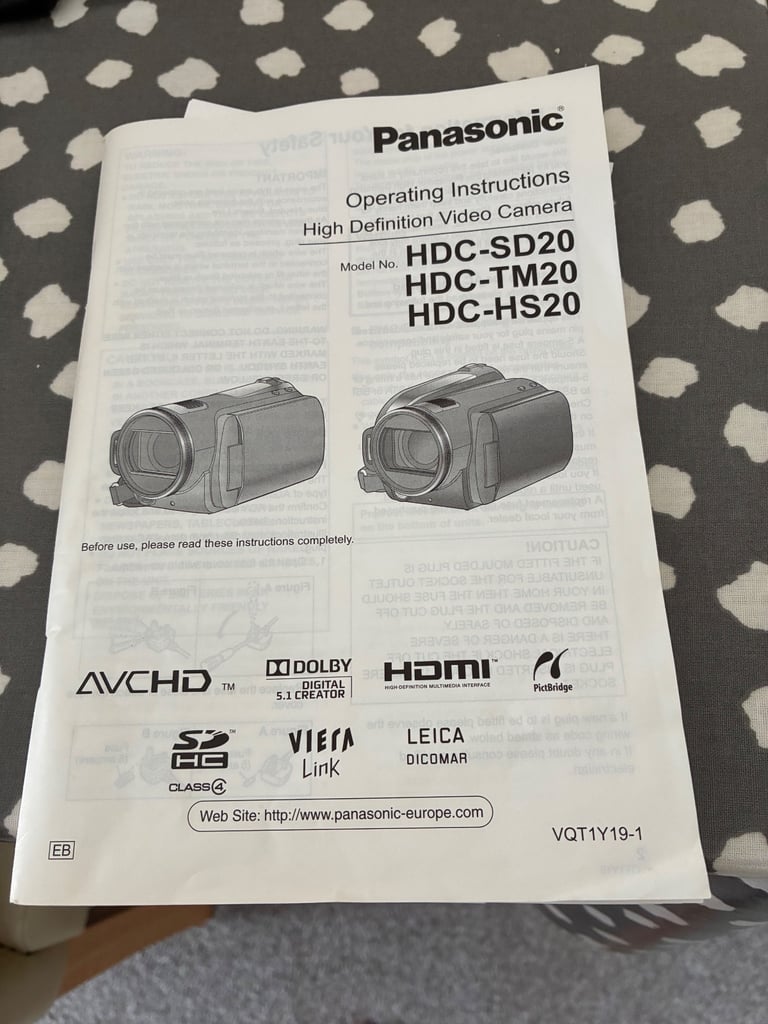 Panasonic®
Operating Instructions
High Definition Video Camera
Model No. HDC-SD20
HDC-TM20
HDC-HS20
Before use, please read these instructions completely.
AVCHD™
DOLBY
DIGITAL
5.1 CREATOR
HDMI™
HIGH-DEFINITION MULTIMEDIA INTERFACE
PictBridge
SD™
HC
CLASS4
VIERA
Link
LEICA
DICOMAR
Web Site: http://www.panasonic-europe.com
EB
VQT1Y19-1